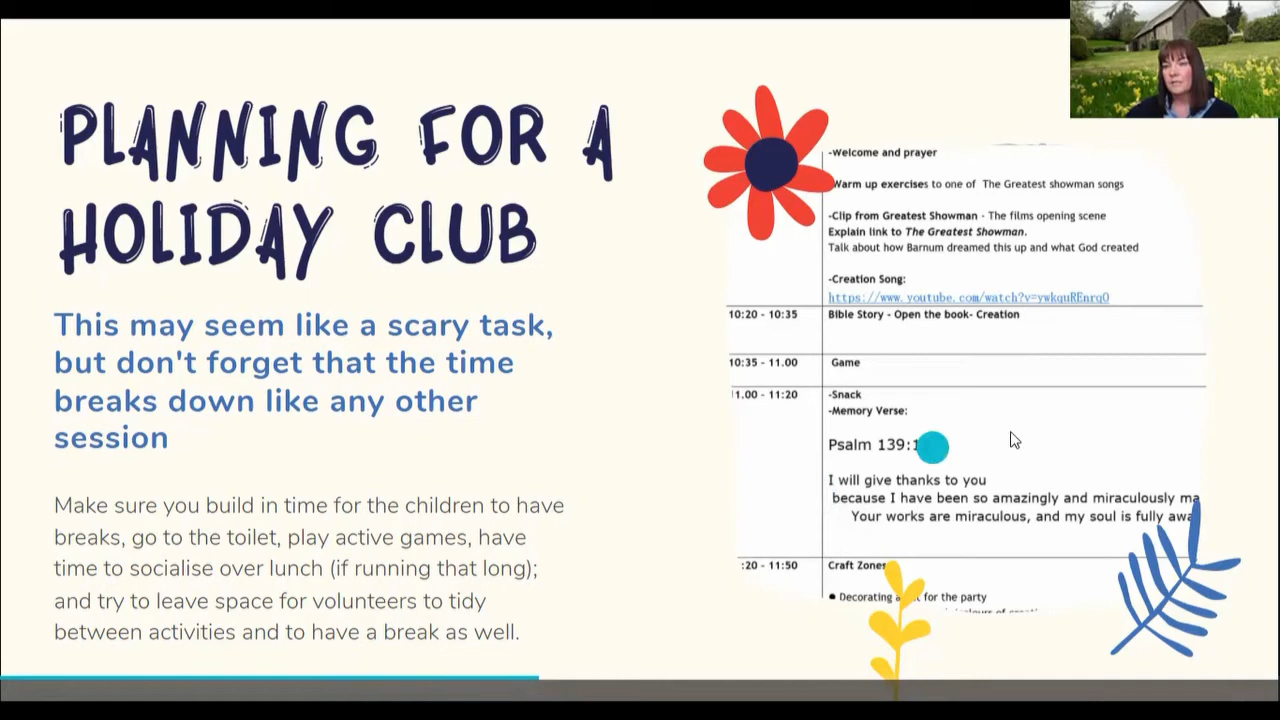 PLANNING FOR A
HOLIDAY CLUB
This may seem like a scary task,
but don't forget that the time
breaks down like any other
session
Make sure you build in time for the children to have
breaks, go to the toilet, play active games, have
time to socialise over lunch (if running that long);
and try to leave space for volunteers to tidy
between activities and to have a break as well.
-Welcome and prayer
Warm up exercises to one of The Greatest showman songs
-Clip from Greatest Showman - The films opening scene
Explain link to The Greatest Showman.
Talk about how Barnum dreamed this up and what God created
-Creation Song:
https://www.youtube.com/watch?v=ywkquREnrqO
10:20 - 10:35 Bible Story - Open the book- Creation
10:35 - 11.00 Game
1.00 - 11:20 -Snack
-Memory Verse:
Psalm 139:1
I will give thanks to you
because I have been so amazingly and miraculously ma
Your works are miraculous, and my soul is fully awa
:20 - 11:50 Craft Zones
● Decorating for the party